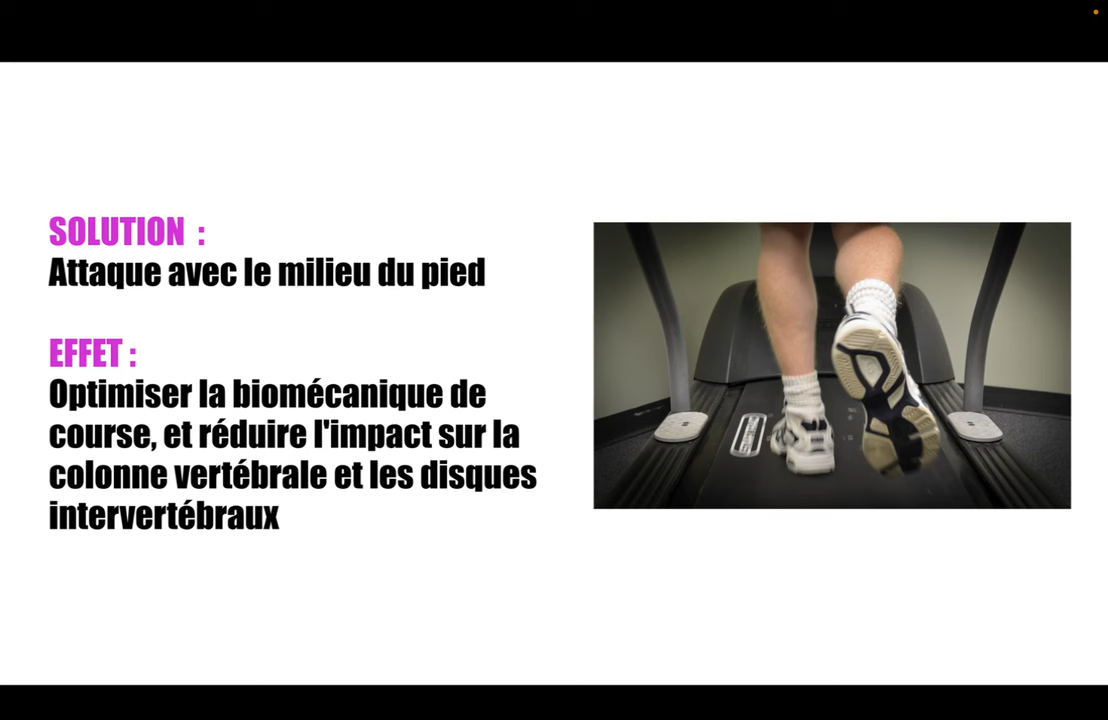 SOLUTION :
Attaque avec le milieu du pied
EFFET :
Optimiser la biomécanique de
course, et réduire l'impact sur la
colonne vertébrale et les disques
intervertébraux